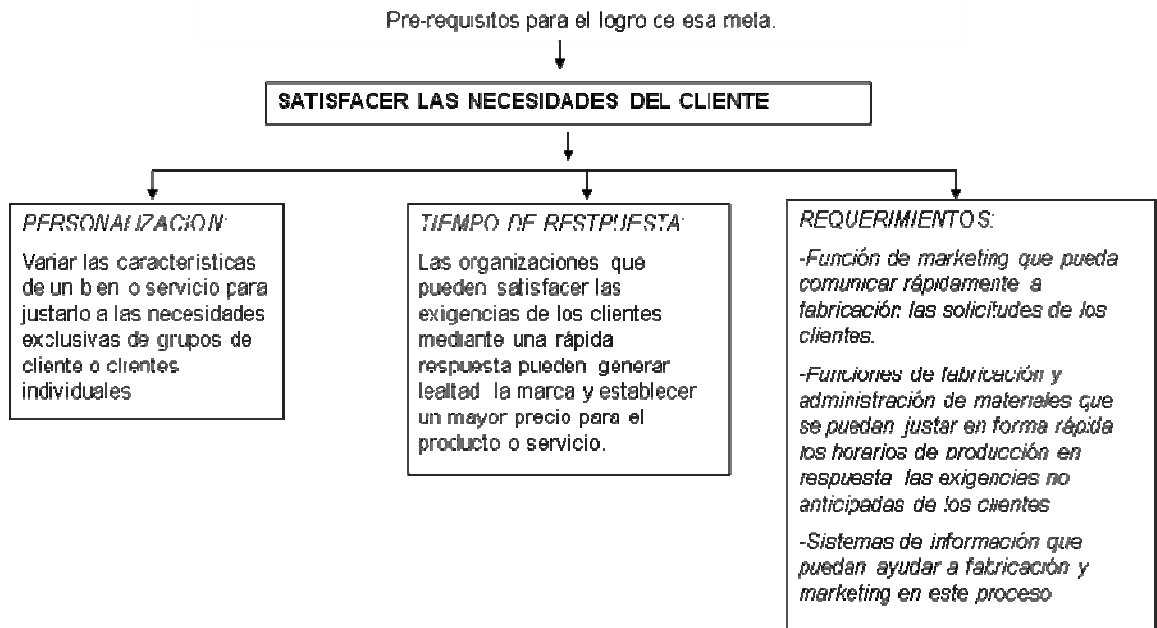 Pre-requisitos para el logro ce esa meta.
SATISFACER LAS NECESIDADES DEL CLIENTE
PERSONALIZACION:
Variar las caracteristicas
de un bien o servicio para
justarlo a las necesidades
exclusivas de grupos de
cliente o clientes
individuales
TIEMPO DE RESTPUESTA:
Las organizaciones que
pueden satisfacer las
exigencias de los clientes
mediante una rápida
respuesta pueden generar
lealtad la marca y establecer
un mayor precio para el
producto o servicio.
REQUERIMIENTOS:
-Función de marketing que pueda
comunicar rápidamente a
fabricación las solicitudes de los
clientes.
-Funciones de fabricación y
administración de materiales que
se puedan justar en forma rápida
los horarios de producción en
respuesta las exigencias no
anticipadas de los clientes
-Sistemas de información que
puedan ayudar a fabricación y
marketing en este proceso